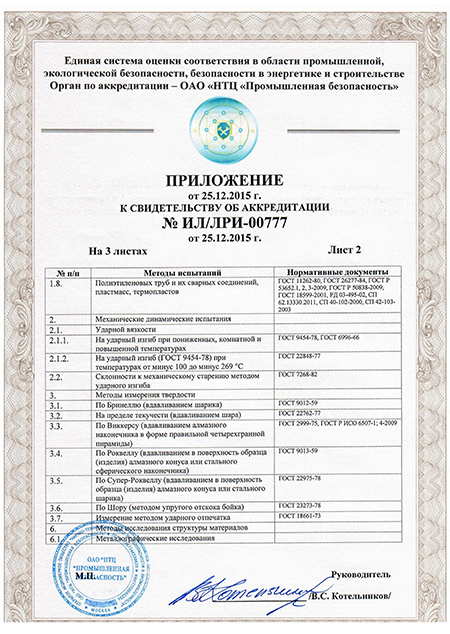 Единая система оценки соответствия в области промышленной,
экологической безопасности, безопасности в энергетике и строительстве
Орган по аккредитации – ОАО «НТЦ «Промышленная безопасность»
ПРИЛОЖЕНИЕ
от 25.12.2015 г.
К СВИДЕТЕЛЬСТВУ ОБ АККРЕДИТАЦИИ
№ ИЛ/ЛРИ-00777
от 25.12.2015 г.
На 3 листах Лист 2
№ п/п Методы испытаний Нормативные документы
1.8. Полиэтиленовых труб и их сварных соединений, ГОСТ 11262-80, ГОСТ 26277-84, ГОСТ Р
пластмасс, термопластов 53652.1, 2, 3-2009, ГОСТ Р 50838-2009,
ГОСТ 18599-2001, РД 03-495-02, СП
62.13330.2011, СП 40-102-2000, СП 42-103-
2003
2. Механические динамические испытания
2.1. Ударной вязкости
2.1.1. На ударный изгиб при пониженных, комнатной и ГОСТ 9454-78, ГОСТ 6996-66
повышенной температурах
2.1.2. На ударный изгиб (ГОСТ 9454-78) при ГОСТ 22848-77
температурах от минус 100 до минус 269 °С
2.2. Склонности к механическому старению методом ГОСТ 7268-82
ударного изгиба
3. Методы измерения твердости
3.1. По Бринеллю (вдавливанием шарика) ГОСТ 9012-59
3.2. На пределе текучести (вдавливанием шара) ГОСТ 22762-77
3.3. По Виккерсу (вдавливанием алмазного ГОСТ 2999-75, ГОСТ Р ИСО 6507-1; 4-2009
наконечника в форме правильной четырехгранной
пирамиды)
3.4. По Роквеллу (вдавливанием в поверхность образца ГОСТ 9013-59
(изделия) алмазного конуса или стального
сферического наконечника)
3.5. По Супер-Роквеллу (вдавливанием в поверхность ГОСТ 22975-78
образца (изделия) алмазного конуса или стального
шарика)
3.6. По Шору (методом упругого отскока бойка) ГОСТ 23273-78
3.7. Измерение методом ударного отпечатка ГОСТ 18661-73
6. Методы исследования структуры материалов
6.1. Металлографические исследования
ОАО "НТЦ
"ПРОМЫШЛЕННАЯ
БЕЗОПАСНОСТЬ"
М.П.
МОСКВА
Руководитель
/В.С. Котельников/